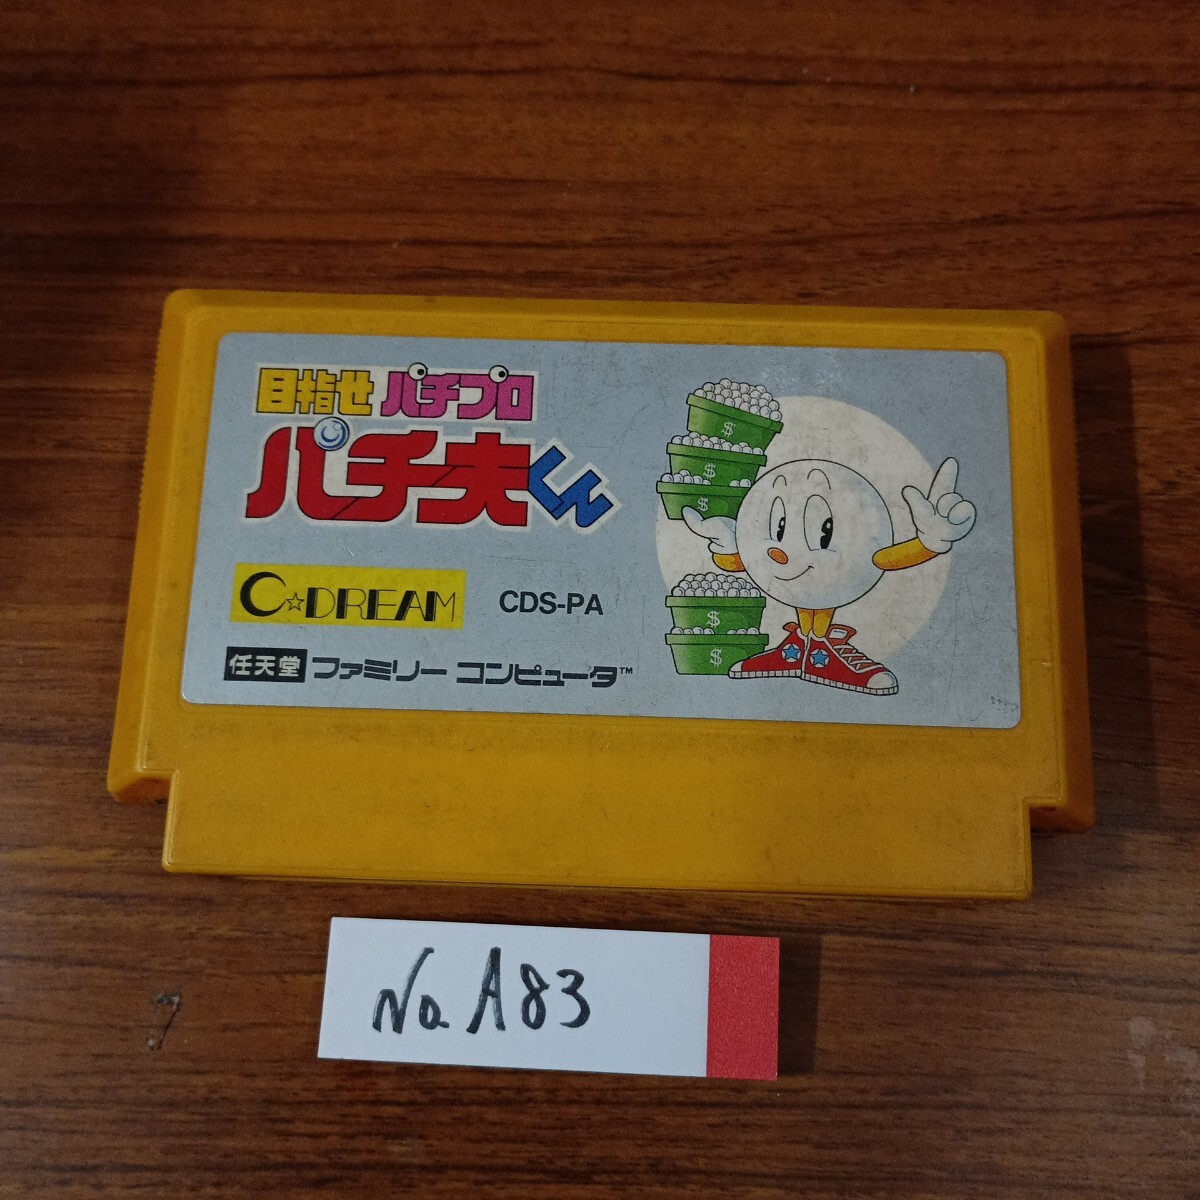 目指せ パチプロ
パチ夫くん
C☆DREAM
CDS-PA
任天堂 ファミリー コンピュータ™
$
$
$
$
$
No. A83